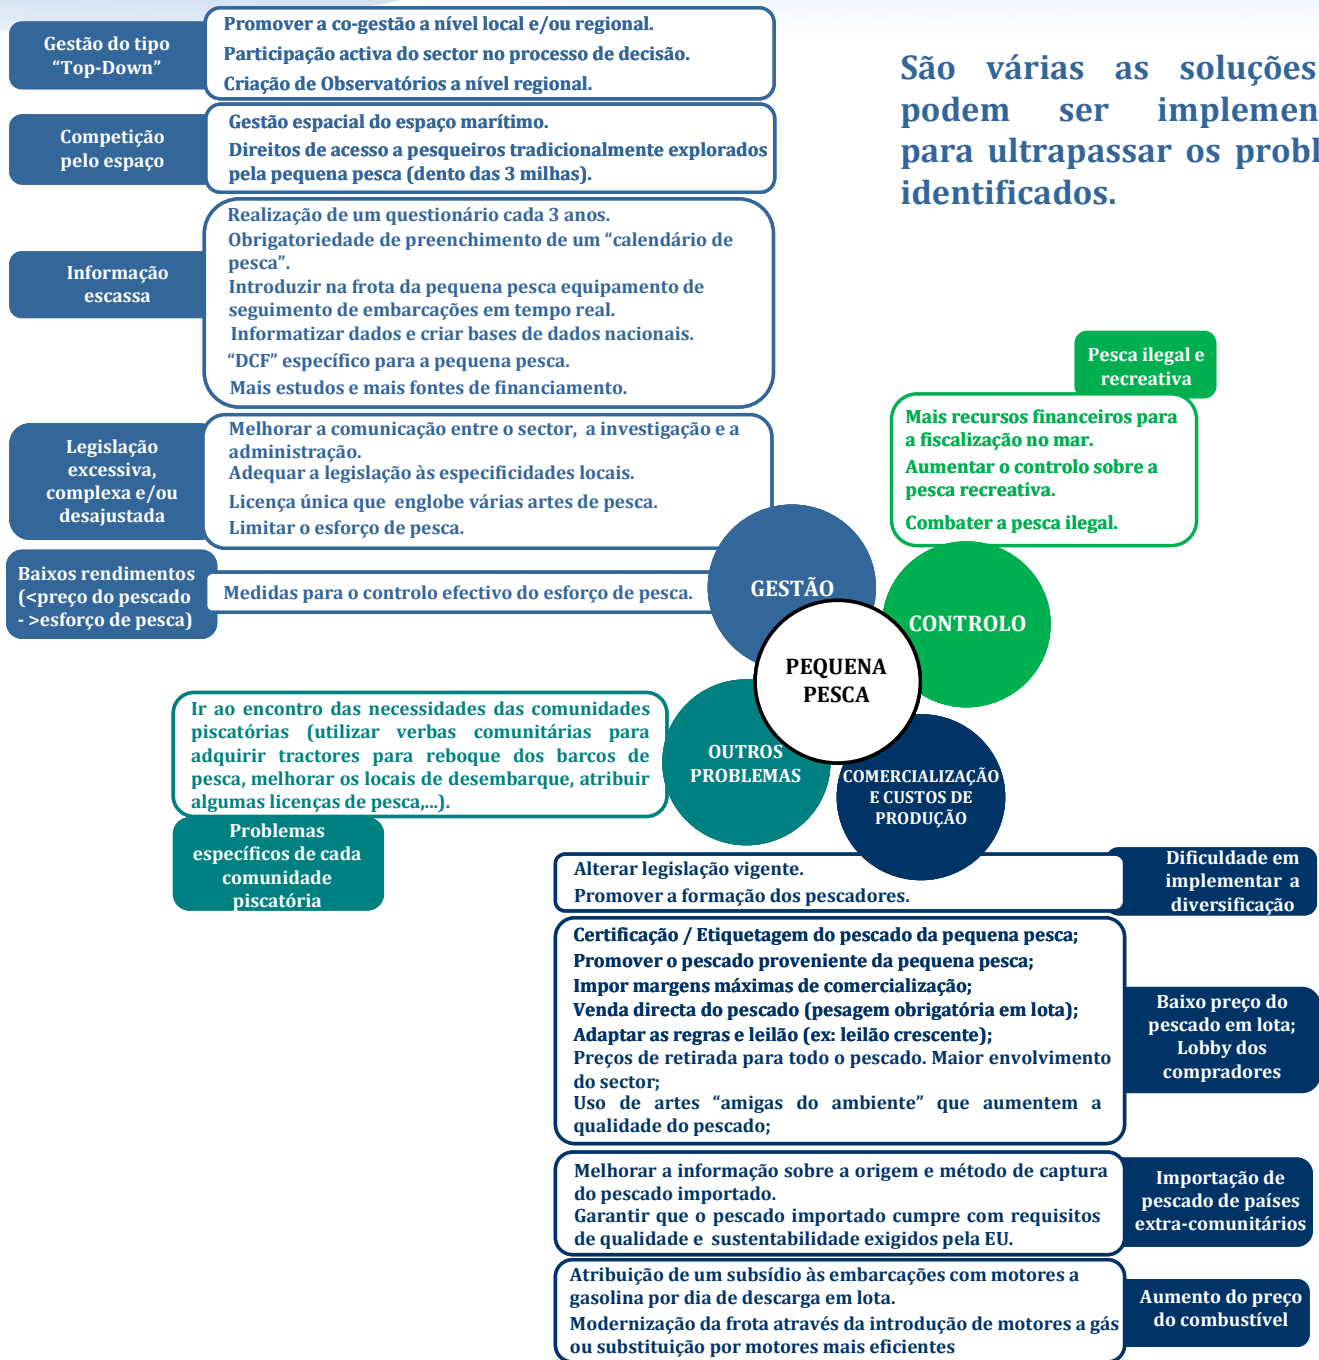 Gestão do tipo
“Top-Down”
Promover a co-gestão a nível local e/ou regional.
Participação activa do sector no processo de decisão.
Criação de Observatórios a nível regional.
São várias as soluções
podem ser implemen
para ultrapassar os probl
identificados.
Competição
pelo espaço
Gestão espacial do espaço marítimo.
Direitos de acesso a pesqueiros tradicionalmente explorados
pela pequena pesca (dento das 3 milhas).
Informação
escassa
Realização de um questionário cada 3 anos.
Obrigatoriedade de preenchimento de um “calendário de
pesca”.
Introduzir na frota da pequena pesca equipamento de
seguimento de embarcações em tempo real.
Informatizar dados e criar bases de dados nacionais.
“DCF” específico para a pequena pesca.
Mais estudos e mais fontes de financiamento.
Pesca ilegal e
recreativa
Mais recursos financeiros para
a fiscalização no mar.
Aumentar o controlo sobre a
pesca recreativa.
Combater a pesca ilegal.
Legislação
excessiva,
complexa e/ou
desajustada
Melhorar a comunicação entre o sector, a investigação e a
administração.
Adequar a legislação às especificidades locais.
Licença única que englobe várias artes de pesca.
Limitar o esforço de pesca.
Baixos rendimentos
(<preço do pescado
- >esforço de pesca)
Medidas para o controlo efectivo do esforço de pesca.
GESTÃO
CONTROLO
PEQUENA
PESCA
OUTROS
PROBLEMAS
COMERCIALIZAÇÃO
E CUSTOS DE
PRODUÇÃO
Ir ao encontro das necessidades das comunidades
piscatórias (utilizar verbas comunitárias para
adquirir tractores para reboque dos barcos de
pesca, melhorar os locais de desembarque, atribuir
algumas licenças de pesca,...).
Problemas
específicos de cada
comunidade
piscatória
Alterar legislação vigente.
Promover a formação dos pescadores.
Dificuldade em
implementar a
diversificação
Certificação / Etiquetagem do pescado da pequena pesca;
Promover o pescado proveniente da pequena pesca;
Impor margens máximas de comercialização;
Venda directa do pescado (pesagem obrigatória em lota);
Adaptar as regras e leilão (ex: leilão crescente);
Preços de retirada para todo o pescado. Maior envolvimento
do sector;
Uso de artes “amigas do ambiente” que aumentem a
qualidade do pescado;
Baixo preço do
pescado em lota;
Lobby dos
compradores
Melhorar a informação sobre a origem e método de captura
do pescado importado.
Garantir que o pescado importado cumpre com requisitos
de qualidade e sustentabilidade exigidos pela EU.
Importação de
pescado de países
extra-comunitários
Atribuição de um subsídio às embarcações com motores a
gasolina por dia de descarga em lota.
Modernização da frota através da introdução de motores a gás
ou substituição por motores mais eficientes
Aumento do preço
do combustível